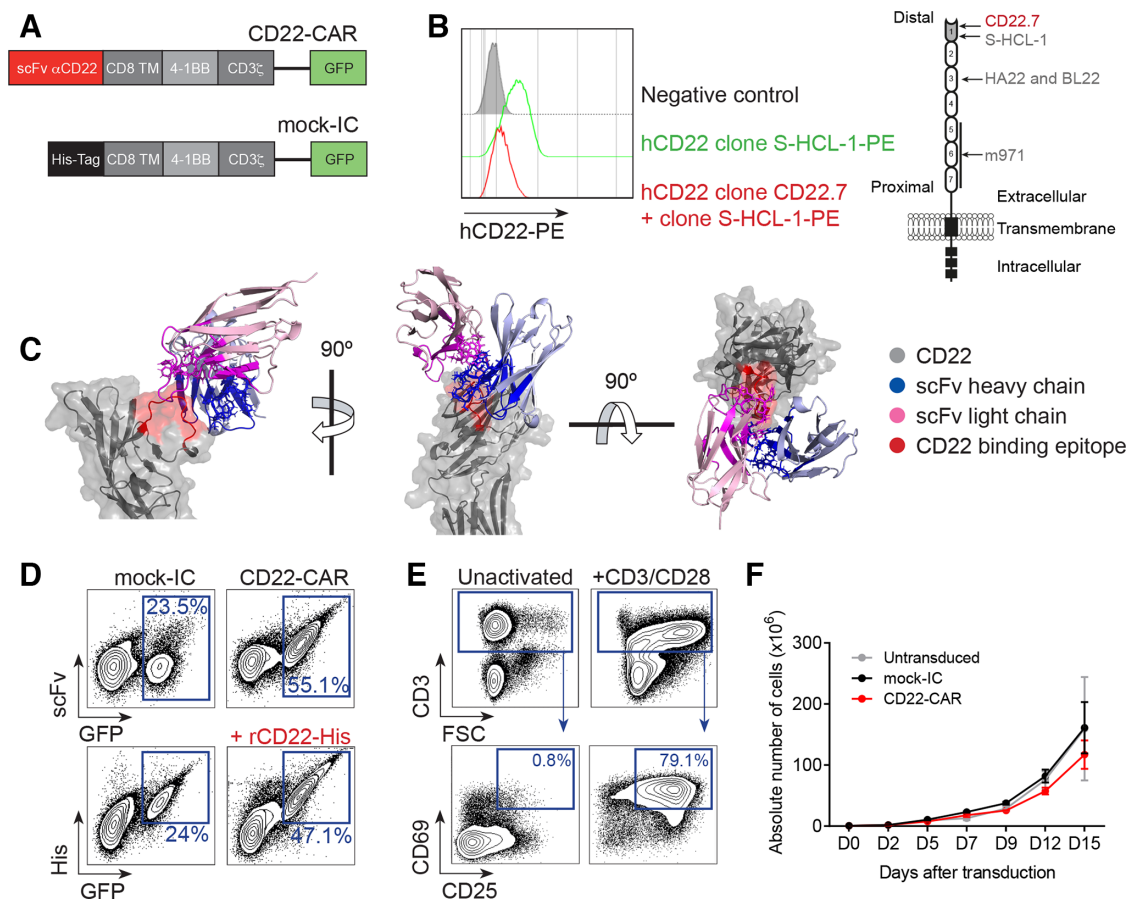 A
CD22-CAR
scFv αCD22
CD8 TM
4-1BB
CD3ζ
GFP
mock-IC
His-Tag
CD8 TM
4-1BB
CD3ζ
GFP
B
Negative control
hCD22 clone S-HCL-1-PE
hCD22 clone CD22.7
+ clone S-HCL-1-PE
hCD22-PE
Distal
CD22.7
S-HCL-1
HA22 and BL22
m971
1
2
3
4
5
6
7
Proximal
Extracellular
Transmembrane
Intracellular
C
90º
90º
CD22
scFv heavy chain
scFv light chain
CD22 binding epitope
D
mock-IC
CD22-CAR
23.5%
55.1%
scFv
GFP
+ rCD22-His
24%
47.1%
His
GFP
E
Unactivated
+CD3/CD28
CD3
FSC
0.8%
79.1%
CD69
CD25
F
Absolute number of cells (x10⁶)
300
200
100
0
Untransduced
mock-IC
CD22-CAR
D0
D2
D5
D7
D9
D12
D15
Days after transduction